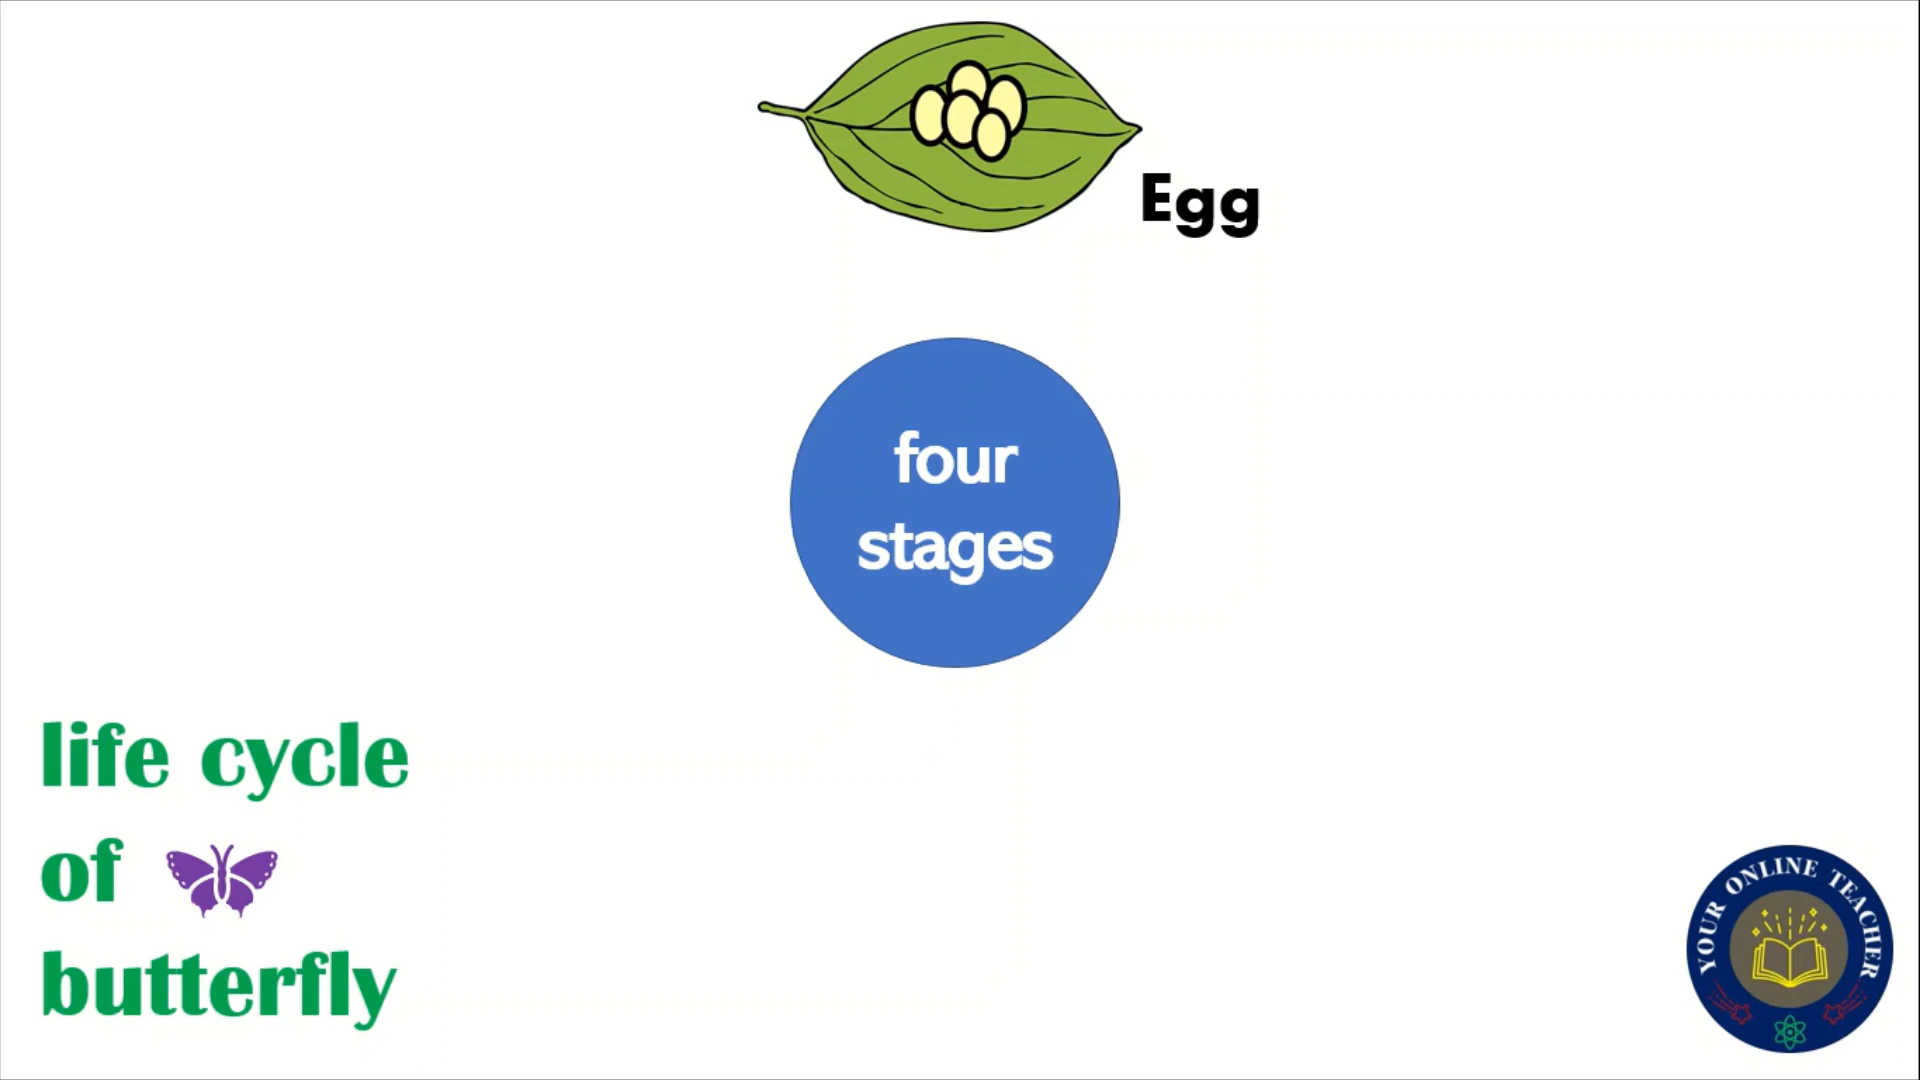 Egg
four
stages
life cycle
of
butterfly
YOUR ONLINE TEACHER